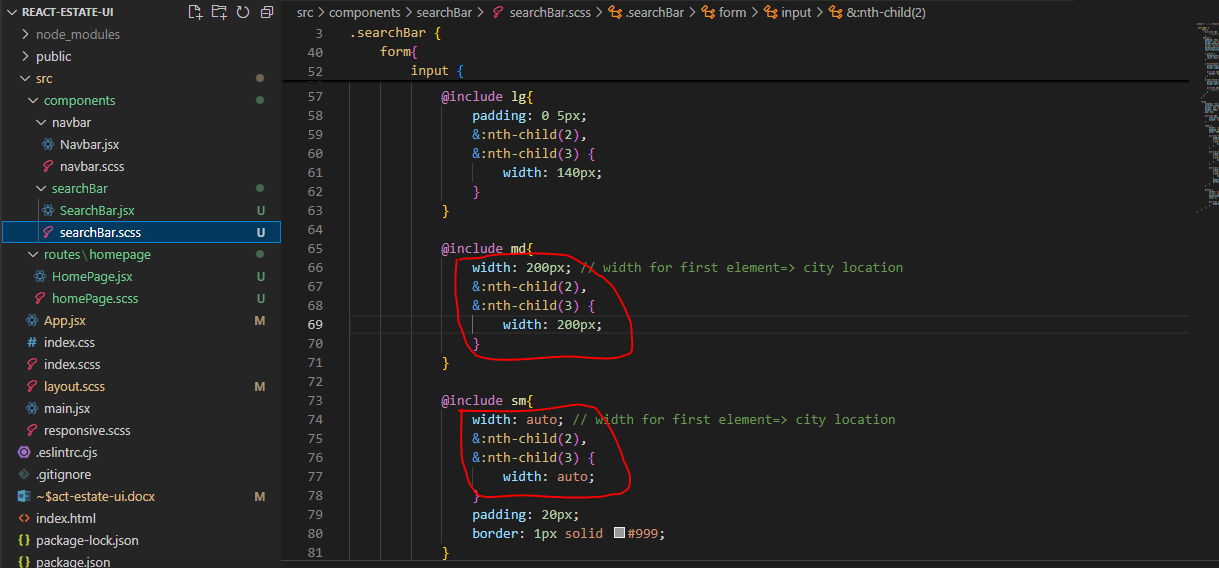 REACT-ESTATE-UI
node_modules
public
src
components
navbar
Navbar.jsx
navbar.scss
searchBar
SearchBar.jsx U
searchBar.scss U
routes\homepage
HomePage.jsx U
homePage.scss U
App.jsx M
index.css
index.scss
layout.scss M
main.jsx
responsive.scss
.eslintrc.cjs
.gitignore
~$act-estate-ui.docx M
index.html
package-lock.json
package.json
src > components > searchBar > searchBar.scss > .searchBar > form > input > &:nth-child(2)
3 .searchBar {
40 form{
52 input {
57 @include lg{
58 padding: 0 5px;
59 &:nth-child(2),
60 &:nth-child(3) {
61 width: 140px;
62 }
63 }
64
65 @include md{
66 width: 200px; // width for first element=> city location
67 &:nth-child(2),
68 &:nth-child(3) {
69 width: 200px;
70 }
71 }
72
73 @include sm{
74 width: auto; // width for first element=> city location
75 &:nth-child(2),
76 &:nth-child(3) {
77 width: auto;
78 }
79 padding: 20px;
80 border: 1px solid #999;
81 }